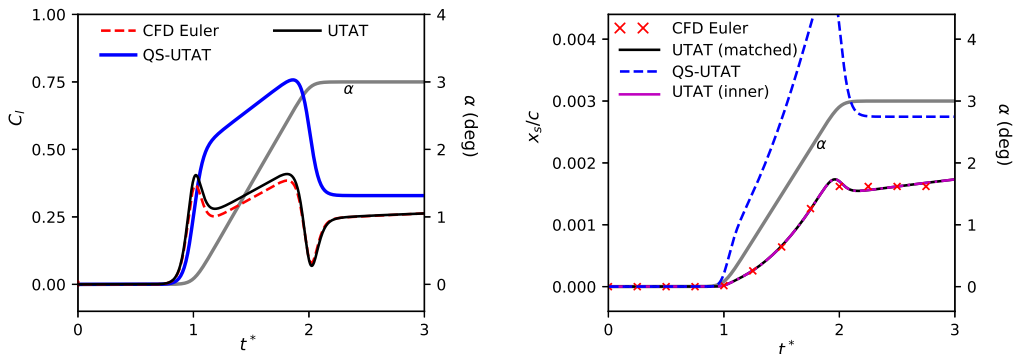 1.00
0.75
0.50
0.25
0.00
C_l
4
3
2
1
0
α (deg)
0
1
2
3
t*
CFD Euler
UTAT
QS-UTAT
α
0.004
0.003
0.002
0.001
0.000
x_s/c
4
3
2
1
0
α (deg)
0
1
2
3
t*
CFD Euler
UTAT (matched)
QS-UTAT
UTAT (inner)
α